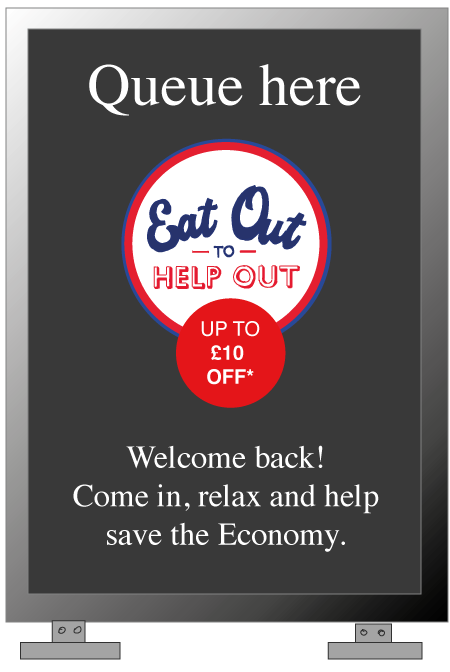 Queue here
Eat Out
TO
HELP OUT
UP TO
£10
OFF*
Welcome back!
Come in, relax and help
save the Economy.